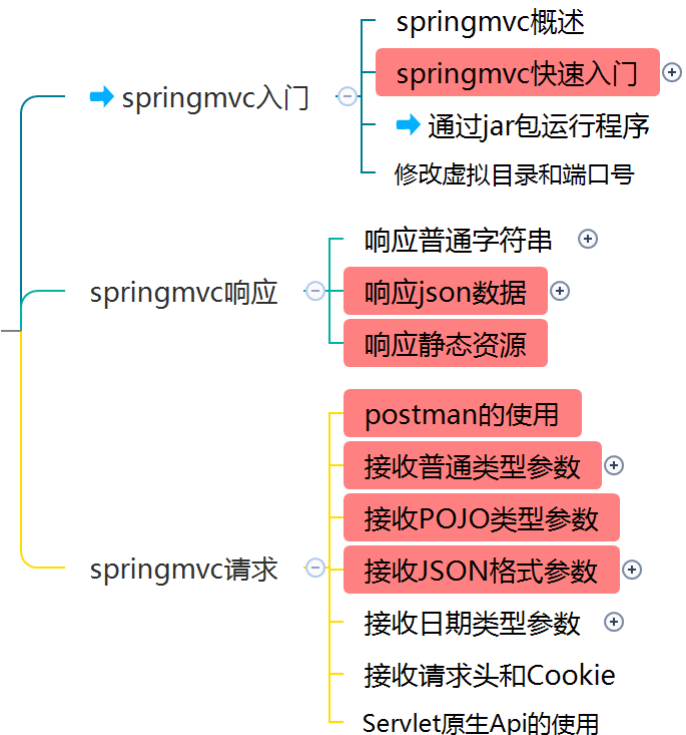 springmvc入门
springmvc概述
springmvc快速入门
通过jar包运行程序
修改虚拟目录和端口号
springmvc响应
响应普通字符串
响应json数据
响应静态资源
springmvc请求
postman的使用
接收普通类型参数
接收POJO类型参数
接收JSON格式参数
接收日期类型参数
接收请求头和Cookie
Servlet原生Api的使用